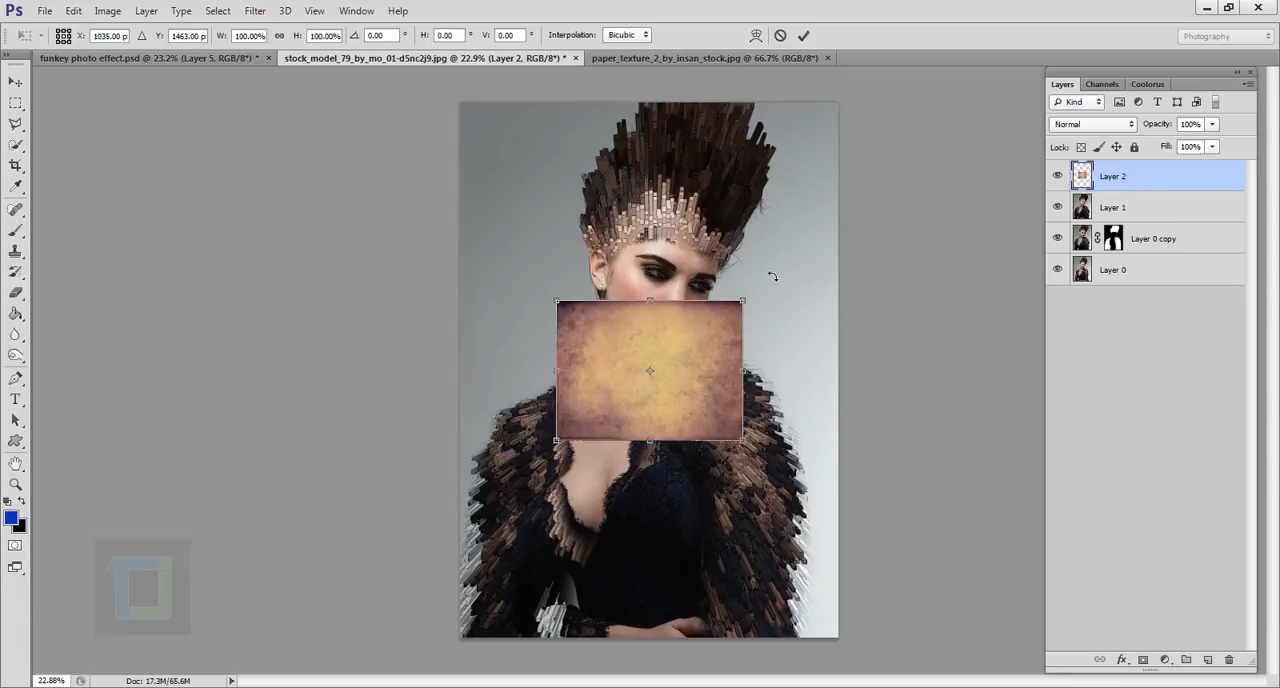 Ps File Edit Image Layer Type Select Filter 3D View Window Help
X: 1035.00 p: Y: 1463.00 p: W: 100.00% H: 100.00% 0.00 ° H: 0.00 ° V: 0.00 ° Interpolation: Bicubic Photography
funkey photo effect.psd @ 23.2% (Layer 5, RGB/8*) * × stock_model_79_by_mo_01-d5nc2j9.jpg @ 22.9% (Layer 2, RGB/8*) * × paper_texture_2_by_insan_stock.jpg @ 66.7% (RGB/8*) ×
Layers Channels Coolorus
Kind
Normal Opacity: 100%
Lock: Fill: 100%
Layer 2
Layer 1
Layer 0 copy
Layer 0
fx
22.88% Doc: 17.3M/65.6M